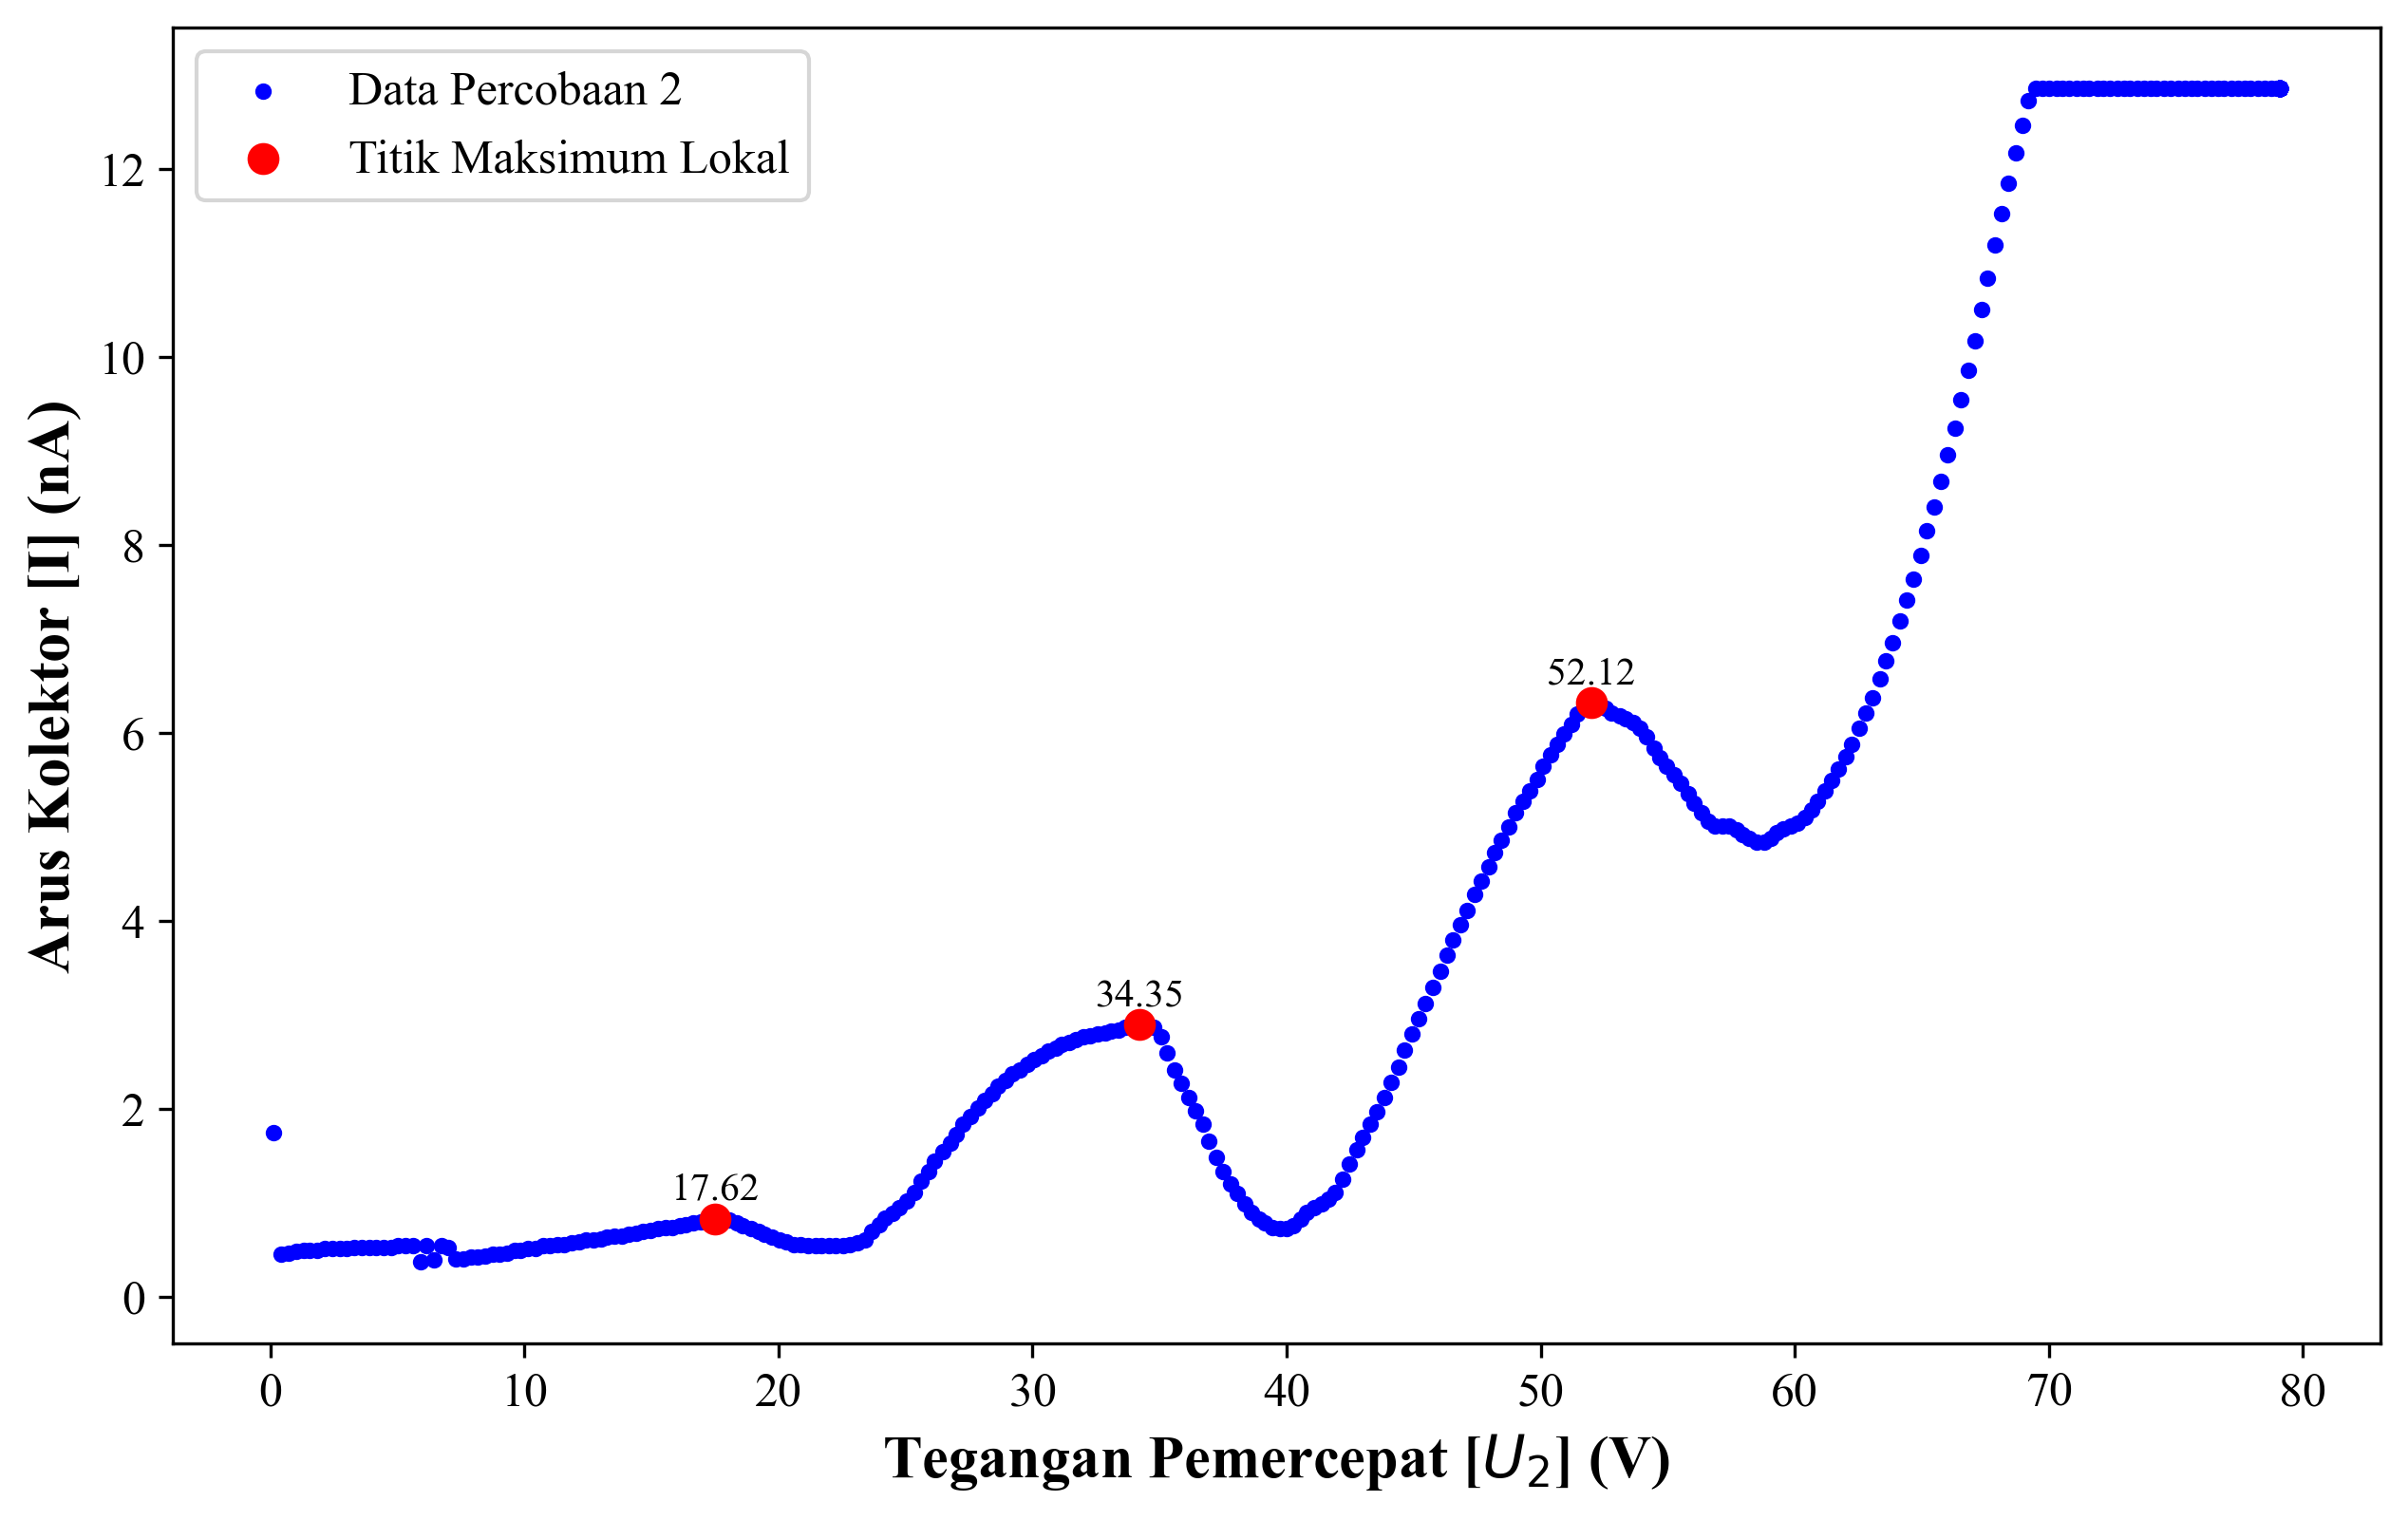 Data Percobaan 2
Titik Maksimum Lokal
Arus Kolektor [I] (nA)
12
10
8
6
4
2
0
52.12
34.35
17.62
0 10 20 30 40 50 60 70 80
Tegangan Pemercepat [U₂] (V)